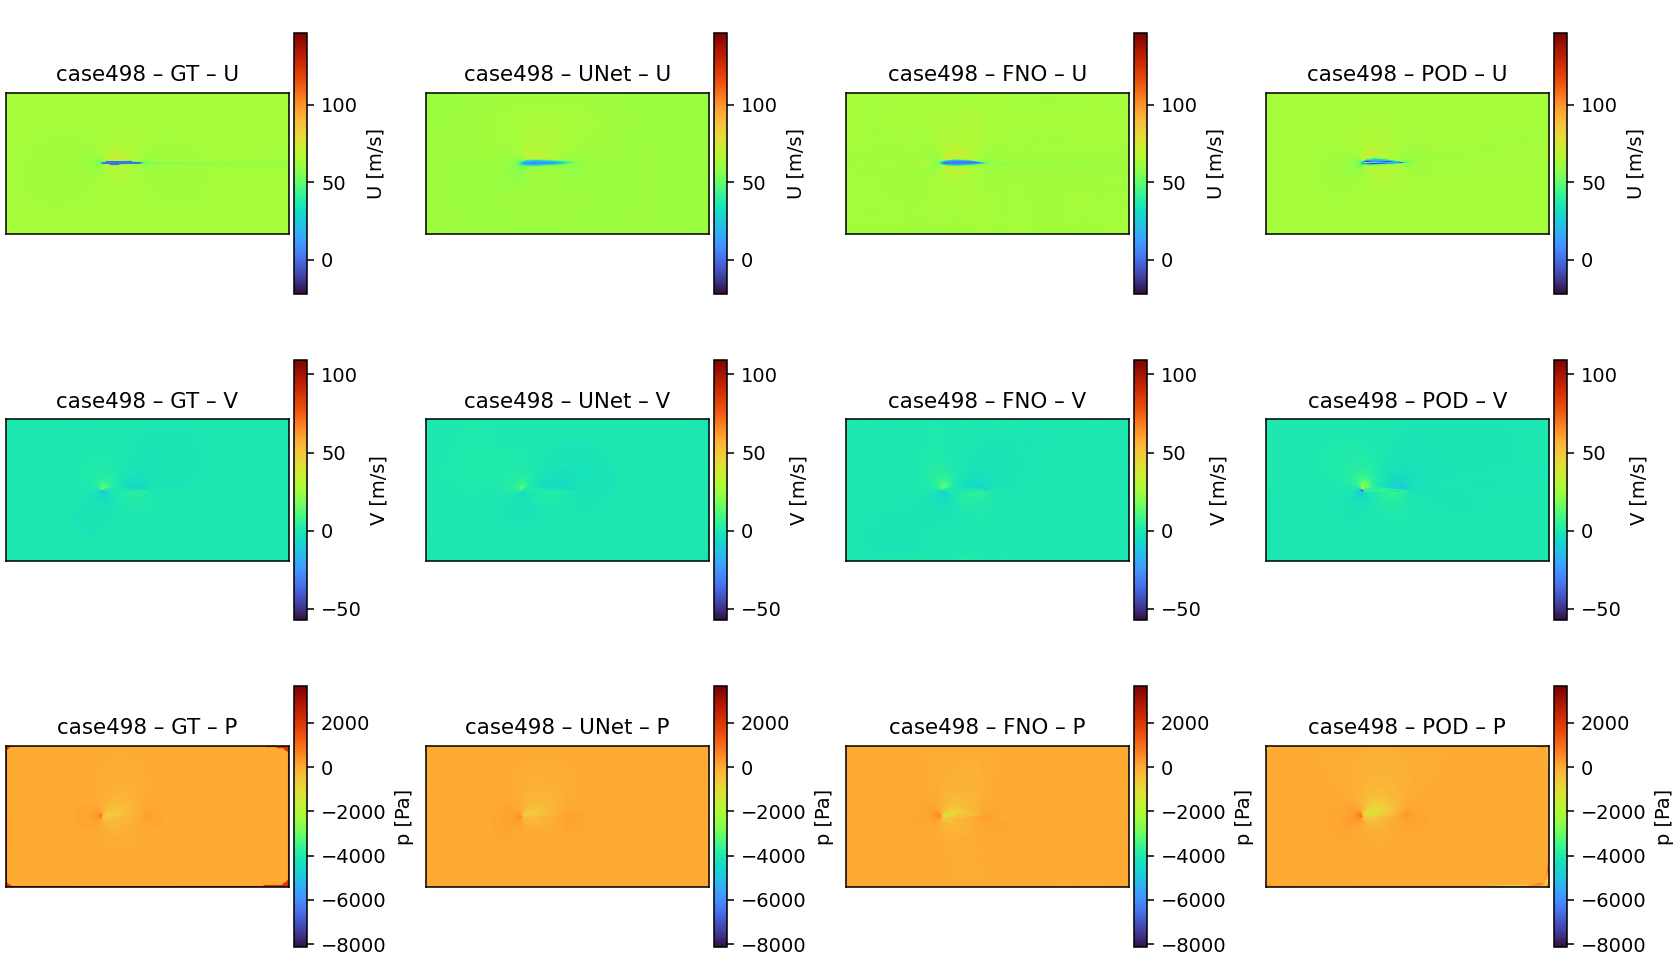 case498 – GT – U
100
50
0
U [m/s]
case498 – UNet – U
100
50
0
U [m/s]
case498 – FNO – U
100
50
0
U [m/s]
case498 – POD – U
100
50
0
U [m/s]
case498 – GT – V
100
50
0
−50
V [m/s]
case498 – UNet – V
100
50
0
−50
V [m/s]
case498 – FNO – V
100
50
0
−50
V [m/s]
case498 – POD – V
100
50
0
−50
V [m/s]
case498 – GT – P
2000
0
−2000
−4000
−6000
−8000
p [Pa]
case498 – UNet – P
2000
0
−2000
−4000
−6000
−8000
p [Pa]
case498 – FNO – P
2000
0
−2000
−4000
−6000
−8000
p [Pa]
case498 – POD – P
2000
0
−2000
−4000
−6000
−8000
p [Pa]